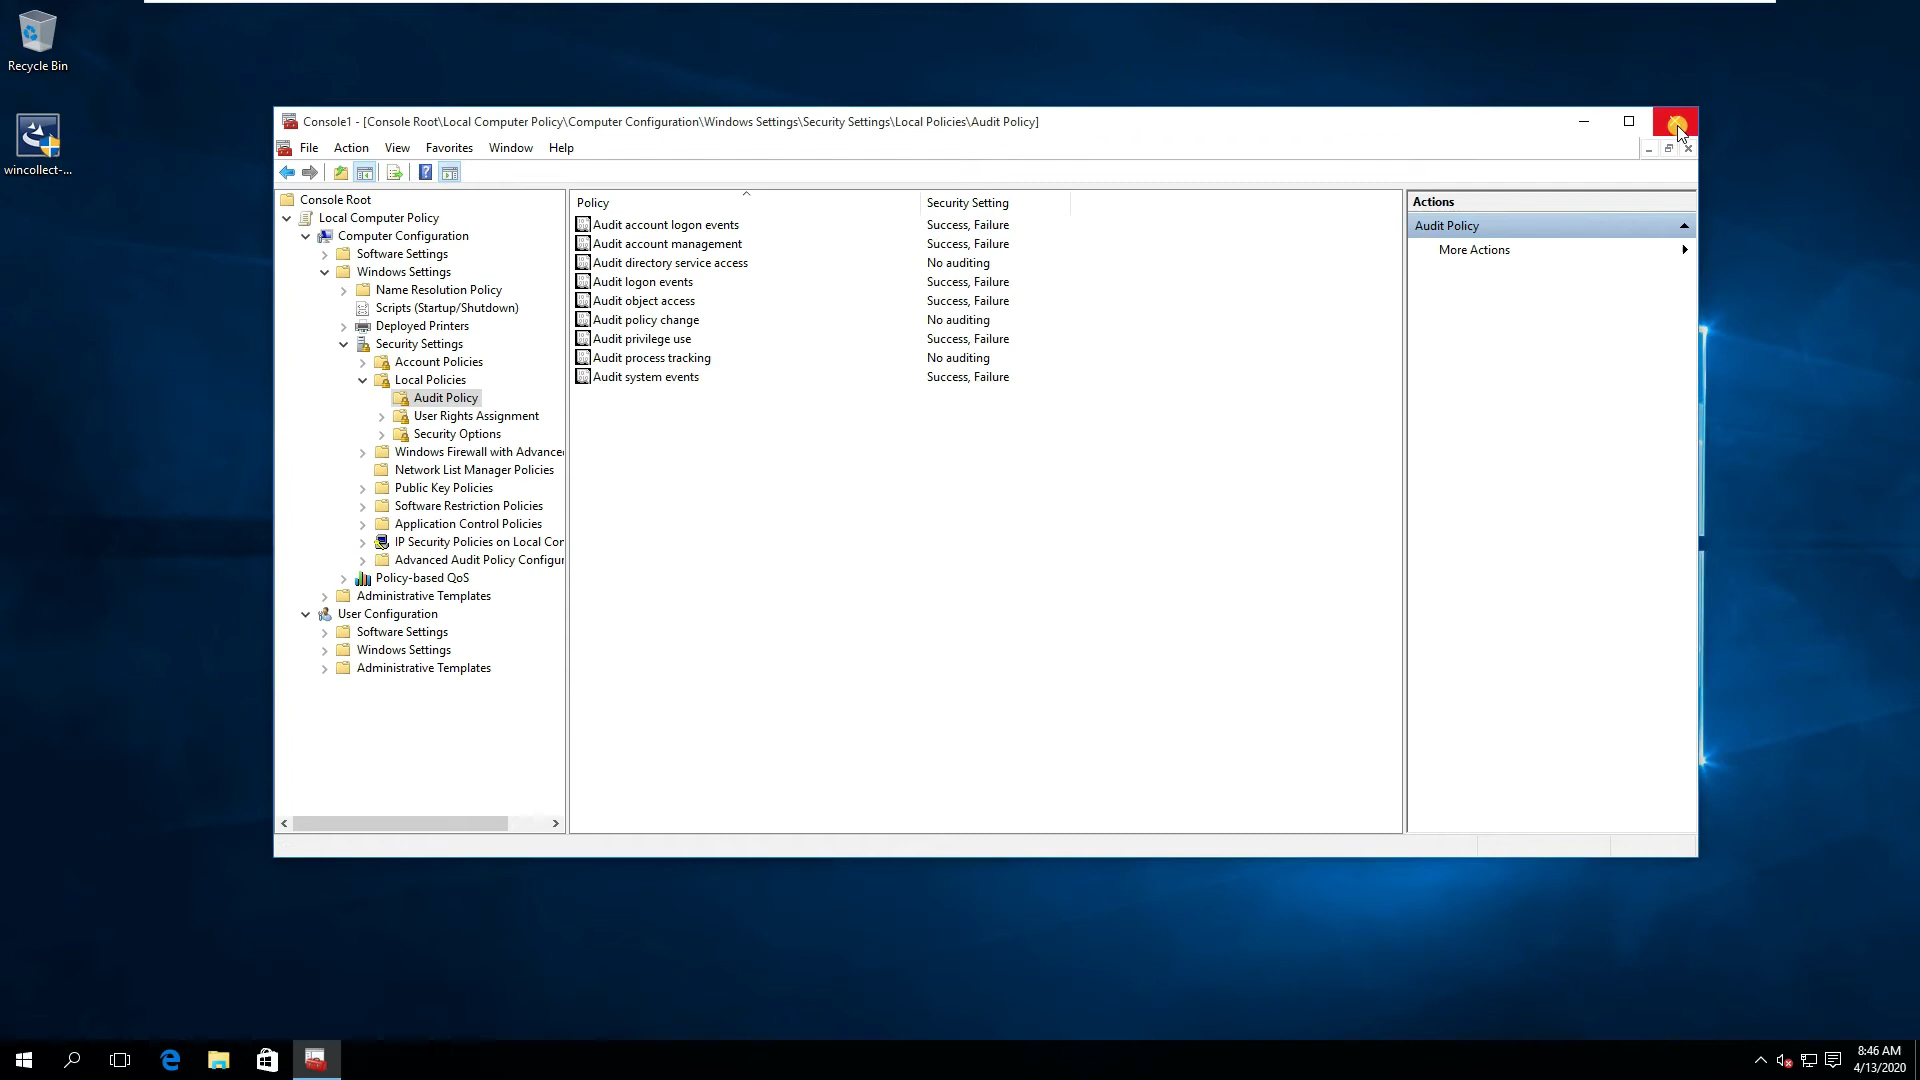 Recycle Bin
wincollect-...
Console1 - [Console Root\Local Computer Policy\Computer Configuration\Windows Settings\Security Settings\Local Policies\Audit Policy]
File Action View Favorites Window Help
Console Root
Local Computer Policy
Computer Configuration
Software Settings
Windows Settings
Name Resolution Policy
Scripts (Startup/Shutdown)
Deployed Printers
Security Settings
Account Policies
Local Policies
Audit Policy
User Rights Assignment
Security Options
Windows Firewall with Advance
Network List Manager Policies
Public Key Policies
Software Restriction Policies
Application Control Policies
IP Security Policies on Local Cor
Advanced Audit Policy Configur
Policy-based QoS
Administrative Templates
User Configuration
Software Settings
Windows Settings
Administrative Templates
Policy Security Setting
Audit account logon events Success, Failure
Audit account management Success, Failure
Audit directory service access No auditing
Audit logon events Success, Failure
Audit object access Success, Failure
Audit policy change No auditing
Audit privilege use Success, Failure
Audit process tracking No auditing
Audit system events Success, Failure
Actions
Audit Policy
More Actions
8:46 AM
4/13/2020